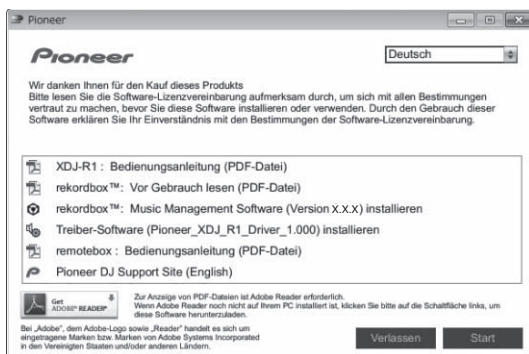 Pioneer
Pioneer
Deutsch
Wir danken Ihnen für den Kauf dieses Produkts
Bitte lesen Sie die Software-Lizenzvereinbarung aufmerksam durch, um sich mit allen Bestimmungen
vertraut zu machen, bevor Sie diese Software installieren oder verwenden. Durch den Gebrauch dieser
Software erklären Sie Ihr Einverständnis mit den Bestimmungen der Software-Lizenzvereinbarung.
XDJ-R1 : Bedienungsanleitung (PDF-Datei)
rekordbox™: Vor Gebrauch lesen (PDF-Datei)
rekordbox™: Music Management Software (Version X.X.X) installieren
Treiber-Software (Pioneer_XDJ_R1_Driver_1.000) installieren
remotebox : Bedienungsanleitung (PDF-Datei)
Pioneer DJ Support Site (English)
Get
ADOBE® READER®
Zur Anzeige von PDF-Dateien ist Adobe Reader erforderlich.
Wenn Adobe Reader noch nicht auf Ihrem PC installiert ist, klicken Sie bitte auf die Schaltfläche links, um
diese Software herunterzuladen.
Bei „Adobe", dem Adobe-Logo sowie „Reader" handelt es sich um
eingetragene Marken bzw. Marken von Adobe Systems Incorporated
in den Vereinigten Staaten und/oder anderen Ländern.
Verlassen
Start